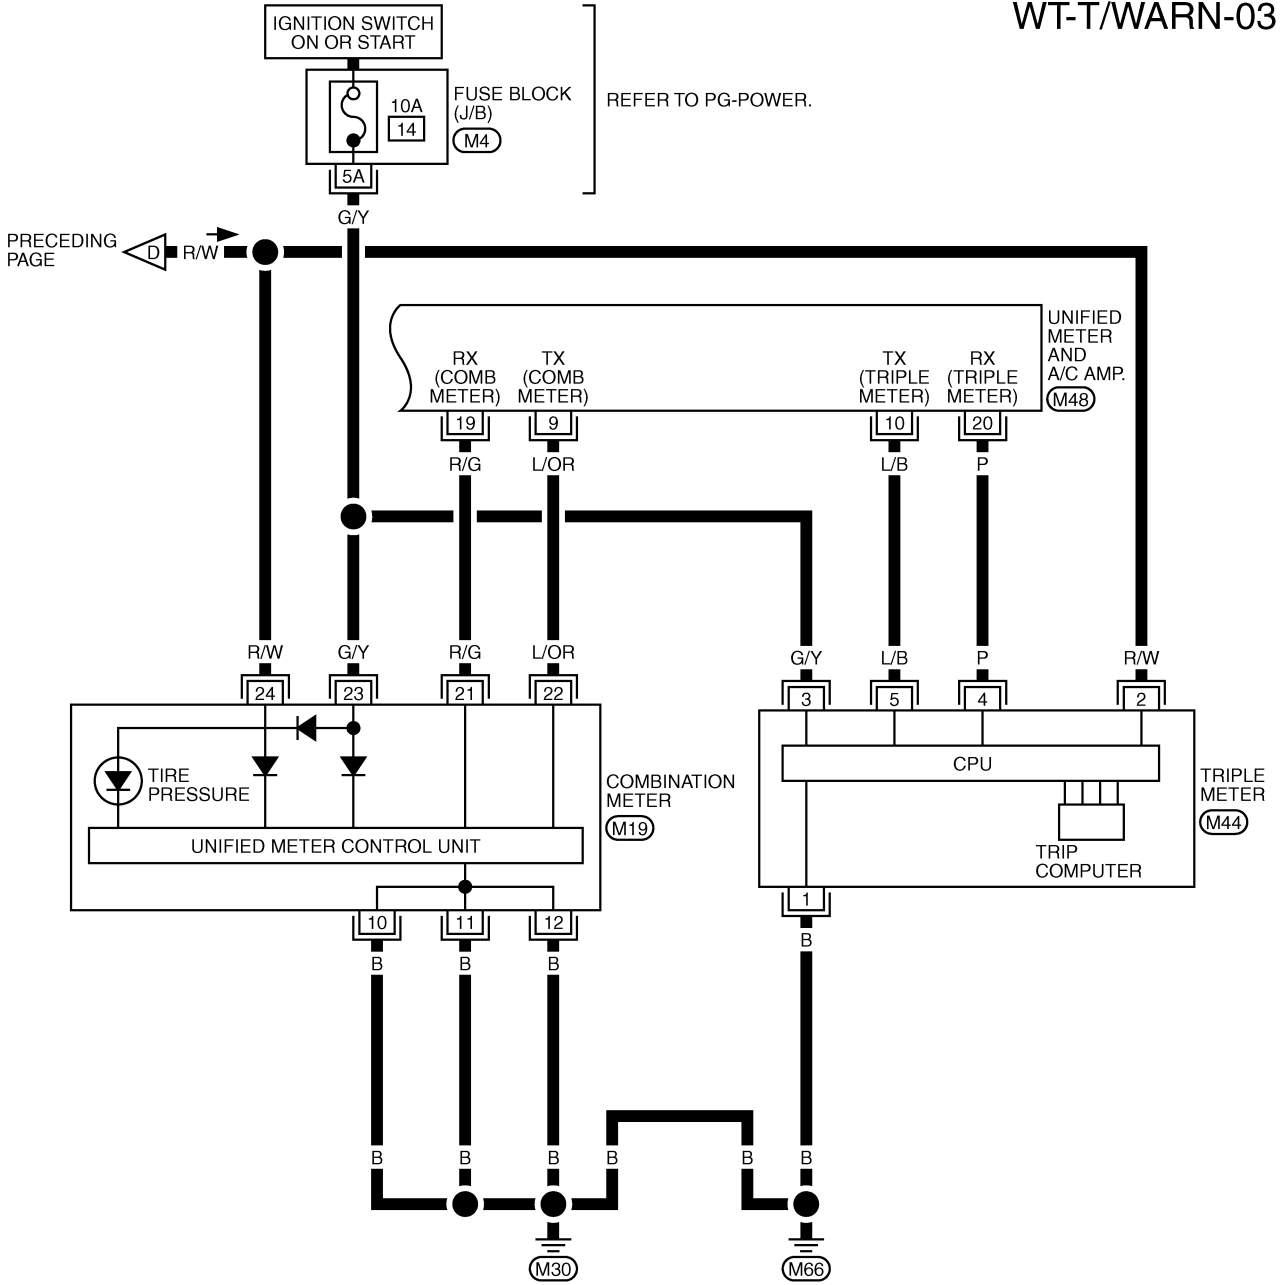 WT-T/WARN-03
IGNITION SWITCH
ON OR START
10A
14
FUSE BLOCK
(J/B)
M4
REFER TO PG-POWER.
5A
G/Y
PRECEDING
PAGE
D
R/W
UNIFIED
METER
AND
A/C AMP.
M48
RX
(COMB
METER)
TX
(COMB
METER)
TX
(TRIPLE
METER)
RX
(TRIPLE
METER)
19
9
10
20
R/G
L/OR
L/B
P
R/W
G/Y
R/G
L/OR
G/Y
L/B
P
R/W
24
23
21
22
3
5
4
2
TIRE
PRESSURE
UNIFIED METER CONTROL UNIT
COMBINATION
METER
M19
CPU
TRIP
COMPUTER
TRIPLE
METER
M44
10
11
12
1
B
B
B
B
B
B
B
B
B
B
M30
M66